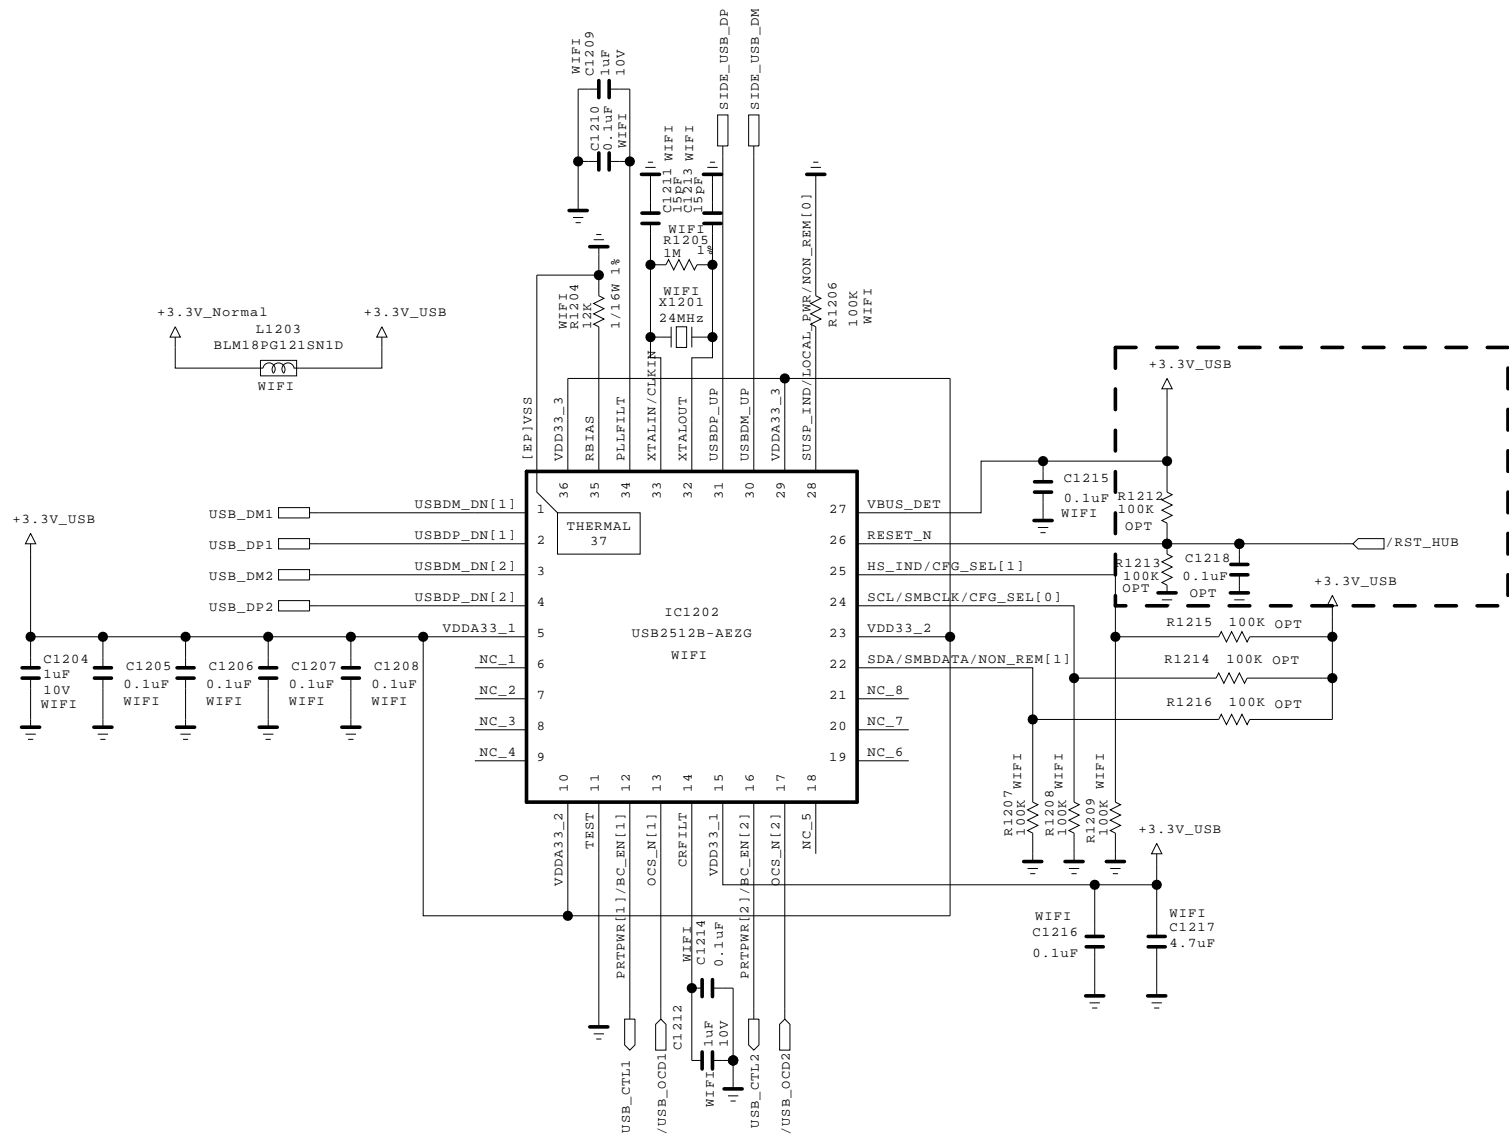 SIDE_USB_DP
SIDE_USB_DM
WIFI
C1209
1uF
10V
C1210
0.1uF
WIFI
C1211 WIFI
15pF
C1213 WIFI
15pF
WIFI
R1205
1M 1%
WIFI
X1201
24MHz
WIFI
R1204
12K
1/16W 1%
R1206
100K
WIFI
+3.3V_Normal
+3.3V_USB
L1203
BLM18PG121SN1D
WIFI
[EP]VSS
VDD33_3
RBIAS
PLLFILT
XTALIN/CLKIN
XTALOUT
USBDP_UP
USBDM_UP
VDDA33_3
SUSP_IND/LOCAL_PWR/NON_REM[0]
36
35
34
33
32
31
30
29
28
+3.3V_USB
C1215
0.1uF
WIFI
R1212
100K
OPT
/RST_HUB
R1213
100K
OPT
C1218
0.1uF
OPT
+3.3V_USB
USB_DM1
USBDM_DN[1]
1
USB_DP1
USBDP_DN[1]
2
USB_DM2
USBDM_DN[2]
3
USB_DP2
USBDP_DN[2]
4
VDDA33_1
5
NC_1
6
NC_2
7
NC_3
8
NC_4
9
THERMAL
37
IC1202
USB2512B-AEZG
WIFI
27
VBUS_DET
26
RESET_N
25
HS_IND/CFG_SEL[1]
24
SCL/SMBCLK/CFG_SEL[0]
23
VDD33_2
22
SDA/SMBDATA/NON_REM[1]
21
NC_8
20
NC_7
19
NC_6
R1215 100K OPT
R1214 100K OPT
R1216 100K OPT
+3.3V_USB
C1204
1uF
10V
WIFI
C1205
0.1uF
WIFI
C1206
0.1uF
WIFI
C1207
0.1uF
WIFI
C1208
0.1uF
WIFI
10
11
12
13
14
15
16
17
18
VDDA33_2
TEST
PRTPWR[1]/BC_EN[1]
OCS_N[1]
CRFILT
VDD33_1
PRTPWR[2]/BC_EN[2]
OCS_N[2]
NC_5
R1207
100K
WIFI
R1208
100K
WIFI
R1209
100K
WIFI
+3.3V_USB
WIFI
C1216
0.1uF
WIFI
C1217
4.7uF
WIFI
C1214
0.1uF
C1212
1uF
10V
WIFI
USB_CTL1
/USB_OCD1
USB_CTL2
/USB_OCD2